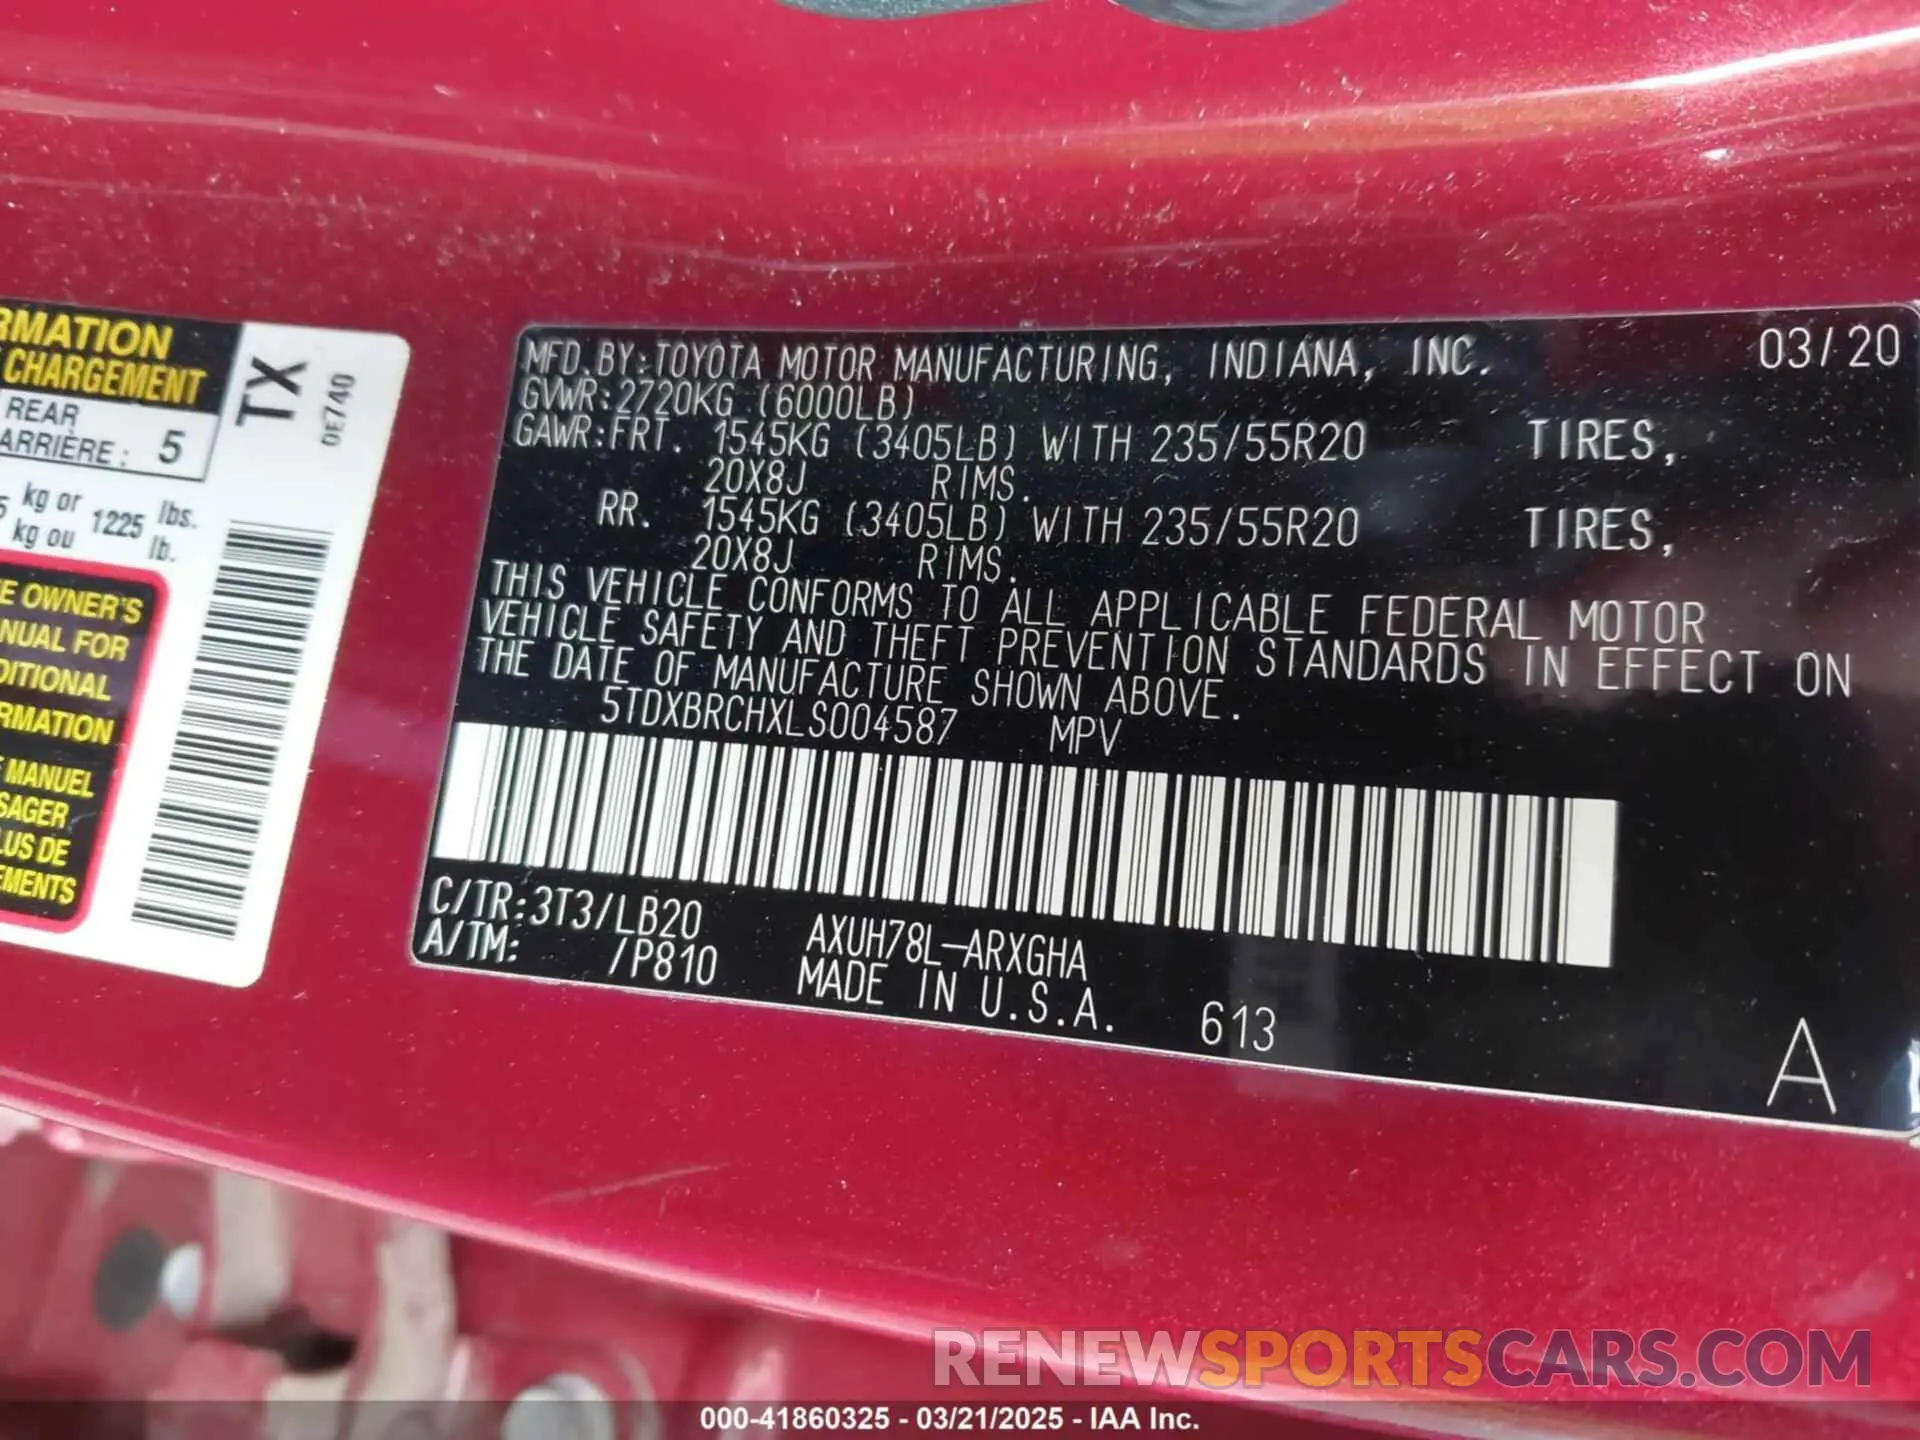 RMATION
CHARGEMENT
REAR
ARRIÈRE : 5
kg or
kg ou 1225 lbs.
lb.
TX
0E740
E OWNER'S
NUAL FOR
DITIONAL
RMATION
MANUEL
SAGER
LUS DE
EMENTS
MFD.BY:TOYOTA MOTOR MANUFACTURING, INDIANA, INC. 03/20
GVWR:2720KG (6000LB)
GAWR:FRT. 1545KG (3405LB) WITH 235/55R20 TIRES,
20X8J RIMS.
RR. 1545KG (3405LB) WITH 235/55R20 TIRES,
20X8J RIMS.
THIS VEHICLE CONFORMS TO ALL APPLICABLE FEDERAL MOTOR
VEHICLE SAFETY AND THEFT PREVENTION STANDARDS IN EFFECT ON
THE DATE OF MANUFACTURE SHOWN ABOVE.
5TDXBRCHXLS004587 MPV
C/TR:3T3/LB20 AXUH78L-ARXGHA
A/TM: /P810 MADE IN U.S.A. 613
A
RENEWSPORTSCARS.COM
000-41860325 - 03/21/2025 - IAA Inc.